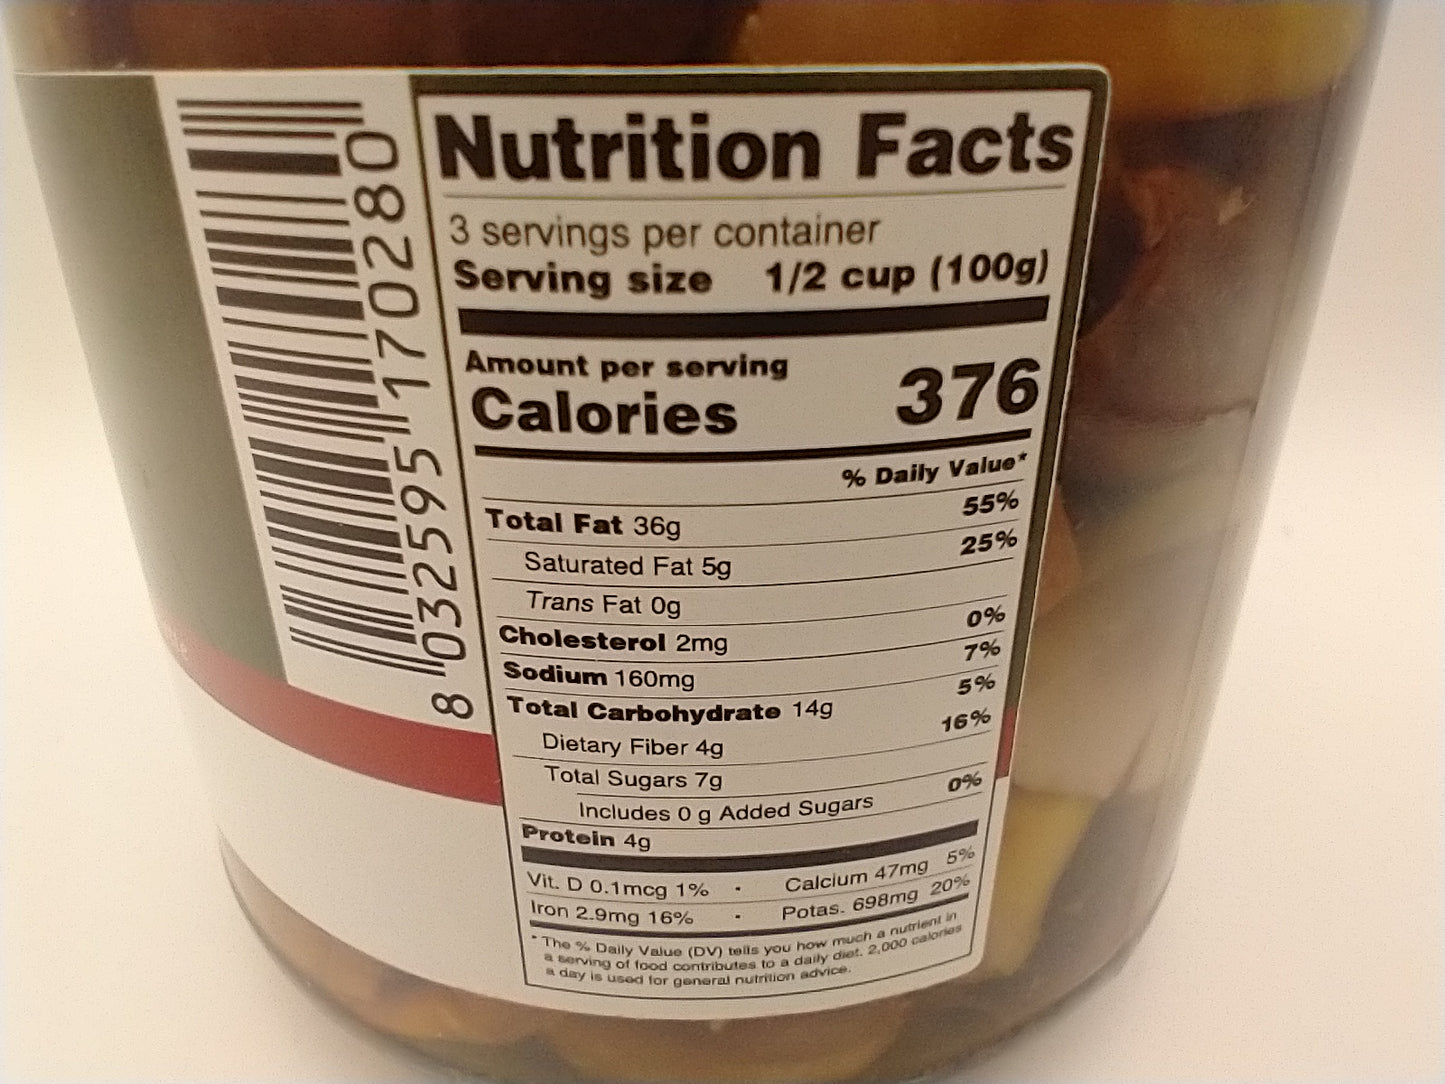 8 032595 170280
Nutrition Facts
3 servings per container
Serving size 1/2 cup (100g)
Amount per serving
Calories 376
% Daily Value*
Total Fat 36g 55%
Saturated Fat 5g 25%
Trans Fat 0g
Cholesterol 2mg 0%
Sodium 160mg 7%
Total Carbohydrate 14g 5%
Dietary Fiber 4g 16%
Total Sugars 7g
Includes 0 g Added Sugars 0%
Protein 4g
Vit. D 0.1mcg 1% · Calcium 47mg 5%
Iron 2.9mg 16% · Potas. 698mg 20%
* The % Daily Value (DV) tells you how much a nutrient in
a serving of food contributes to a daily diet. 2,000 calories
a day is used for general nutrition advice.